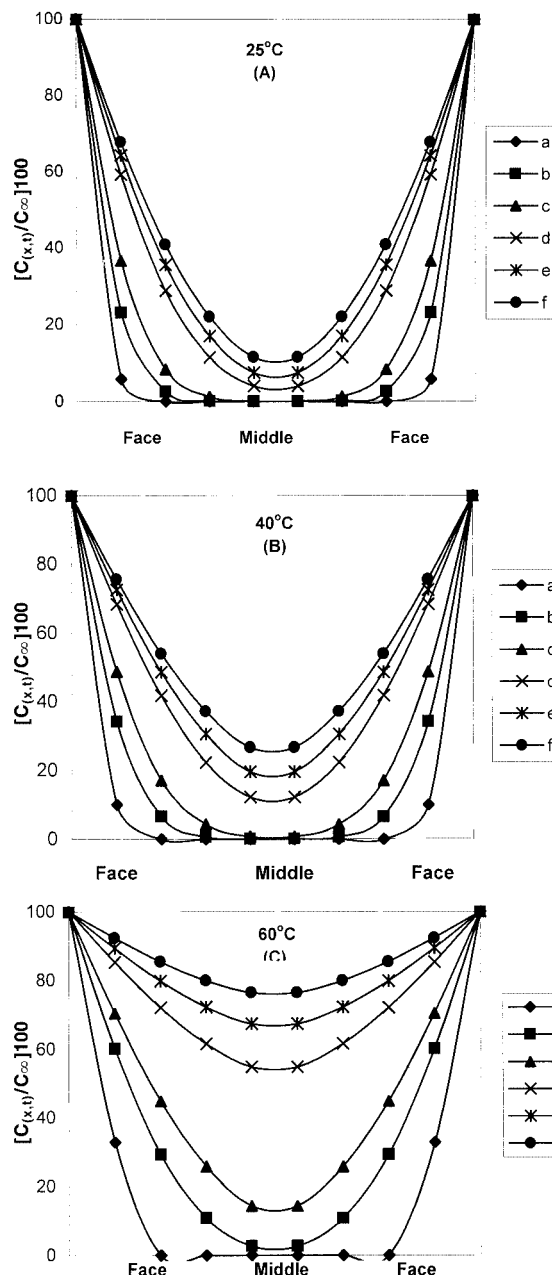 100
80
60
40
20
0
[C(x,t)/C∞]100
25°C
(A)
a
b
c
d
e
f
Face Middle Face
100
80
60
40
20
0
[C(x,t)/C∞]100
40°C
(B)
a
b
c
d
e
f
Face Middle Face
100
80
60
40
20
0
[C(x,t)/C∞]100
60°C
(C)
Face Middle Face